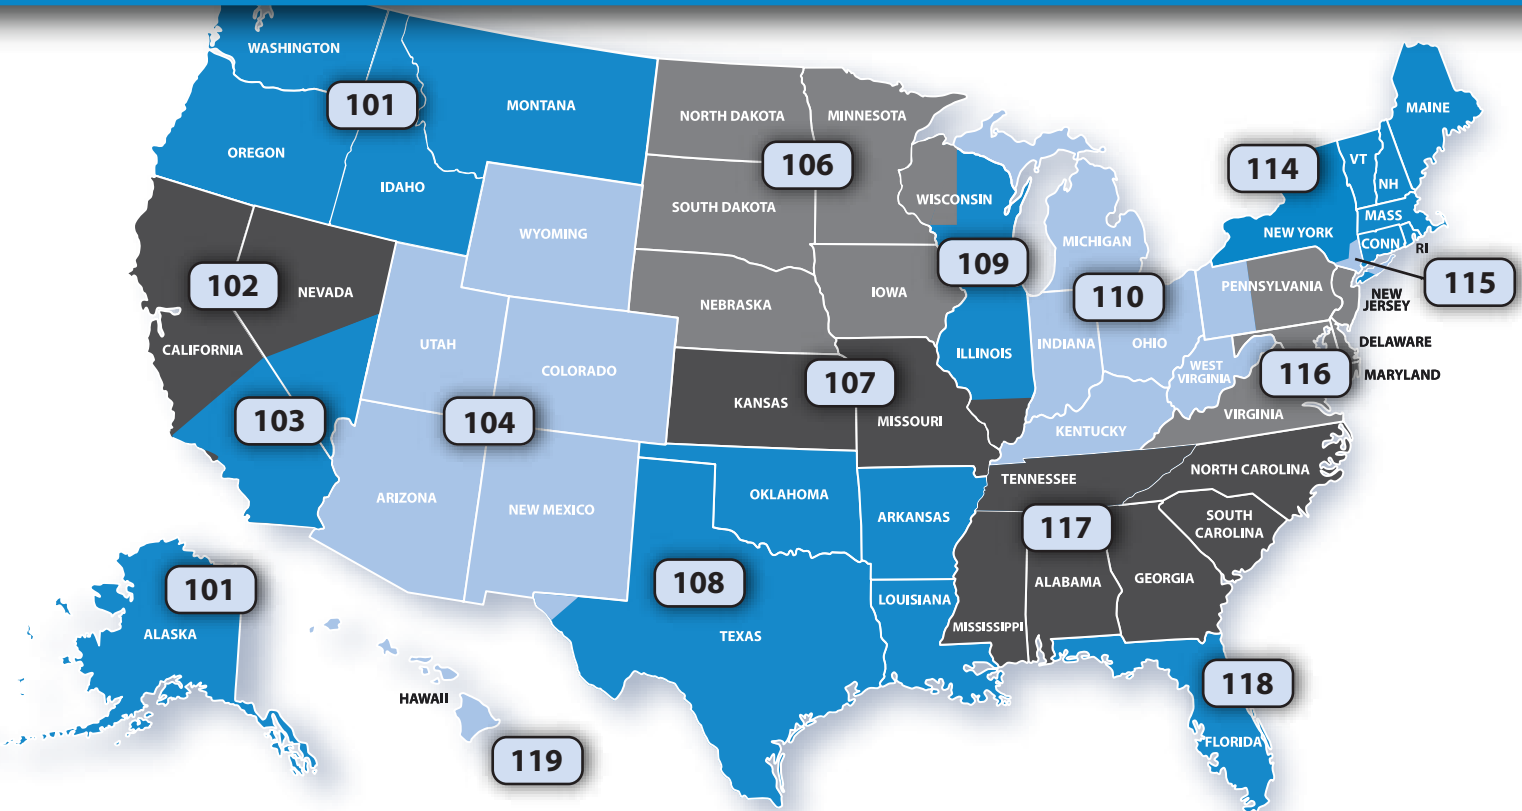 WASHINGTON
101
MONTANA
OREGON
IDAHO
WYOMING
102
NEVADA
CALIFORNIA
103
UTAH
COLORADO
104
ARIZONA
NEW MEXICO
NORTH DAKOTA
MINNESOTA
106
SOUTH DAKOTA
WISCONSIN
NEBRASKA
IOWA
109
MICHIGAN
110
ILLINOIS
INDIANA
OHIO
KANSAS
107
MISSOURI
KENTUCKY
WEST
VIRGINIA
MAINE
114
VT
NH
MASS
NEW YORK
CONN
RI
115
PENNSYLVANIA
NEW
JERSEY
DELAWARE
116
MARYLAND
VIRGINIA
TENNESSEE
NORTH CAROLINA
OKLAHOMA
ARKANSAS
117
SOUTH
CAROLINA
108
ALABAMA
GEORGIA
LOUISIANA
MISSISSIPPI
TEXAS
118
FLORIDA
101
ALASKA
HAWAII
119